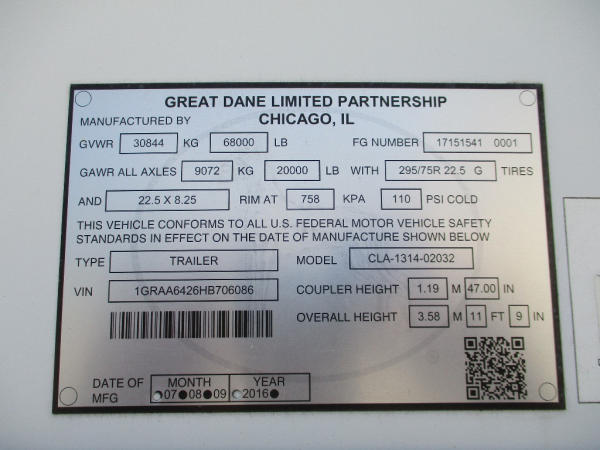 GREAT DANE LIMITED PARTNERSHIP
MANUFACTURED BY CHICAGO, IL
GVWR 30844 KG 68000 LB FG NUMBER 17151541 0001
GAWR ALL AXLES 9072 KG 20000 LB WITH 295/75R 22.5 G TIRES
AND 22.5 X 8.25 RIM AT 758 KPA 110 PSI COLD
THIS VEHICLE CONFORMS TO ALL U.S. FEDERAL MOTOR VEHICLE SAFETY
STANDARDS IN EFFECT ON THE DATE OF MANUFACTURE SHOWN BELOW
TYPE TRAILER MODEL CLA-1314-02032
VIN 1GRAA6426HB706086 COUPLER HEIGHT 1.19 M 47.00 IN
OVERALL HEIGHT 3.58 M 11 FT 9 IN
DATE OF MFG MONTH YEAR
07 08 09 2016